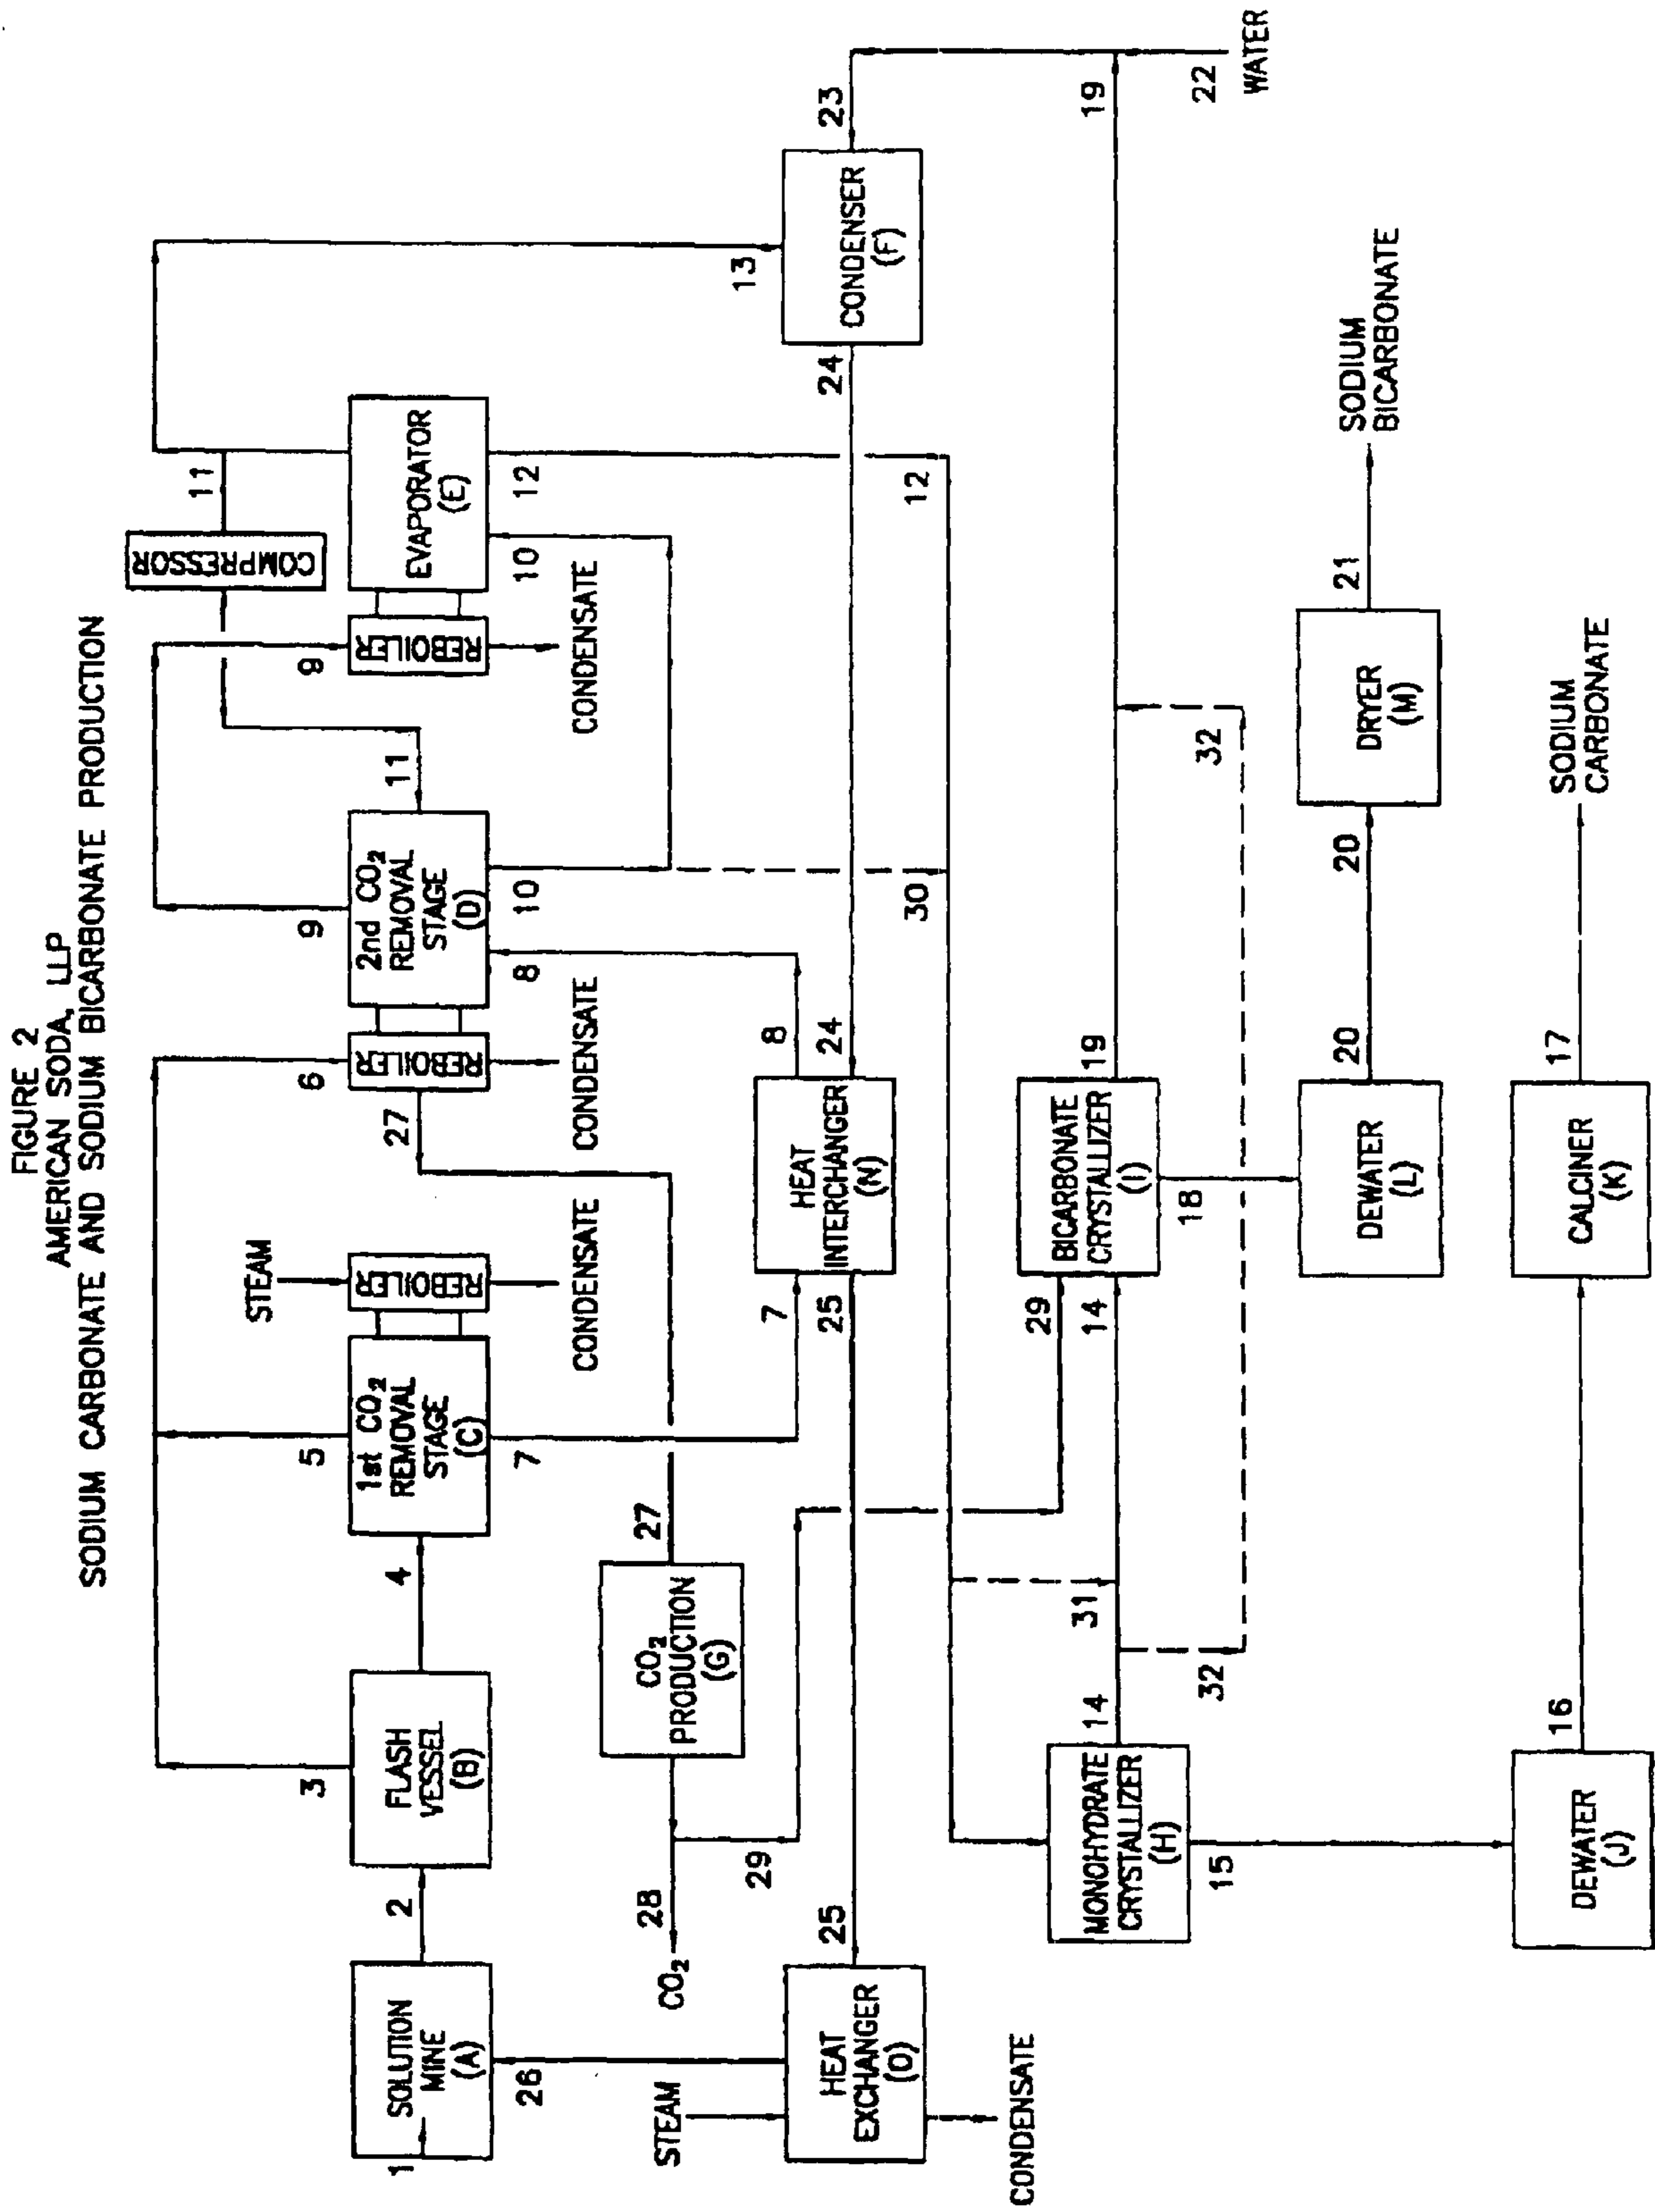 FIGURE 2
AMERICAN SODA, LLP
SODIUM CARBONATE AND SODIUM BICARBONATE PRODUCTION
1
SOLUTION
MINE
(A)
2
FLASH
VESSEL
(B)
3
4
1st CO2
REMOVAL
STAGE
(C)
5
7
STEAM
REBOILER
CONDENSATE
6
REBOILER
CONDENSATE
27
2nd CO2
REMOVAL
STAGE
(D)
9
8
10
11
9
REBOILER
CONDENSATE
COMPRESSOR
11
EVAPORATOR
(E)
10
12
26
CO2
28
29
CO2
PRODUCTION
(G)
27
STEAM
HEAT
EXCHANGER
(O)
CONDENSATE
25
25
7
HEAT
INTERCHANGER
(N)
8
24
24
CONDENSER
(F)
13
23
30
12
MONOHYDRATE
CRYSTALLIZER
(H)
14
15
31
32
29
14
BICARBONATE
CRYSTALLIZER
(I)
19
18
32
19
22
WATER
DEWATER
(L)
20
20
DRYER
(M)
21
SODIUM
BICARBONATE
DEWATER
(J)
16
CALCINER
(K)
17
SODIUM
CARBONATE